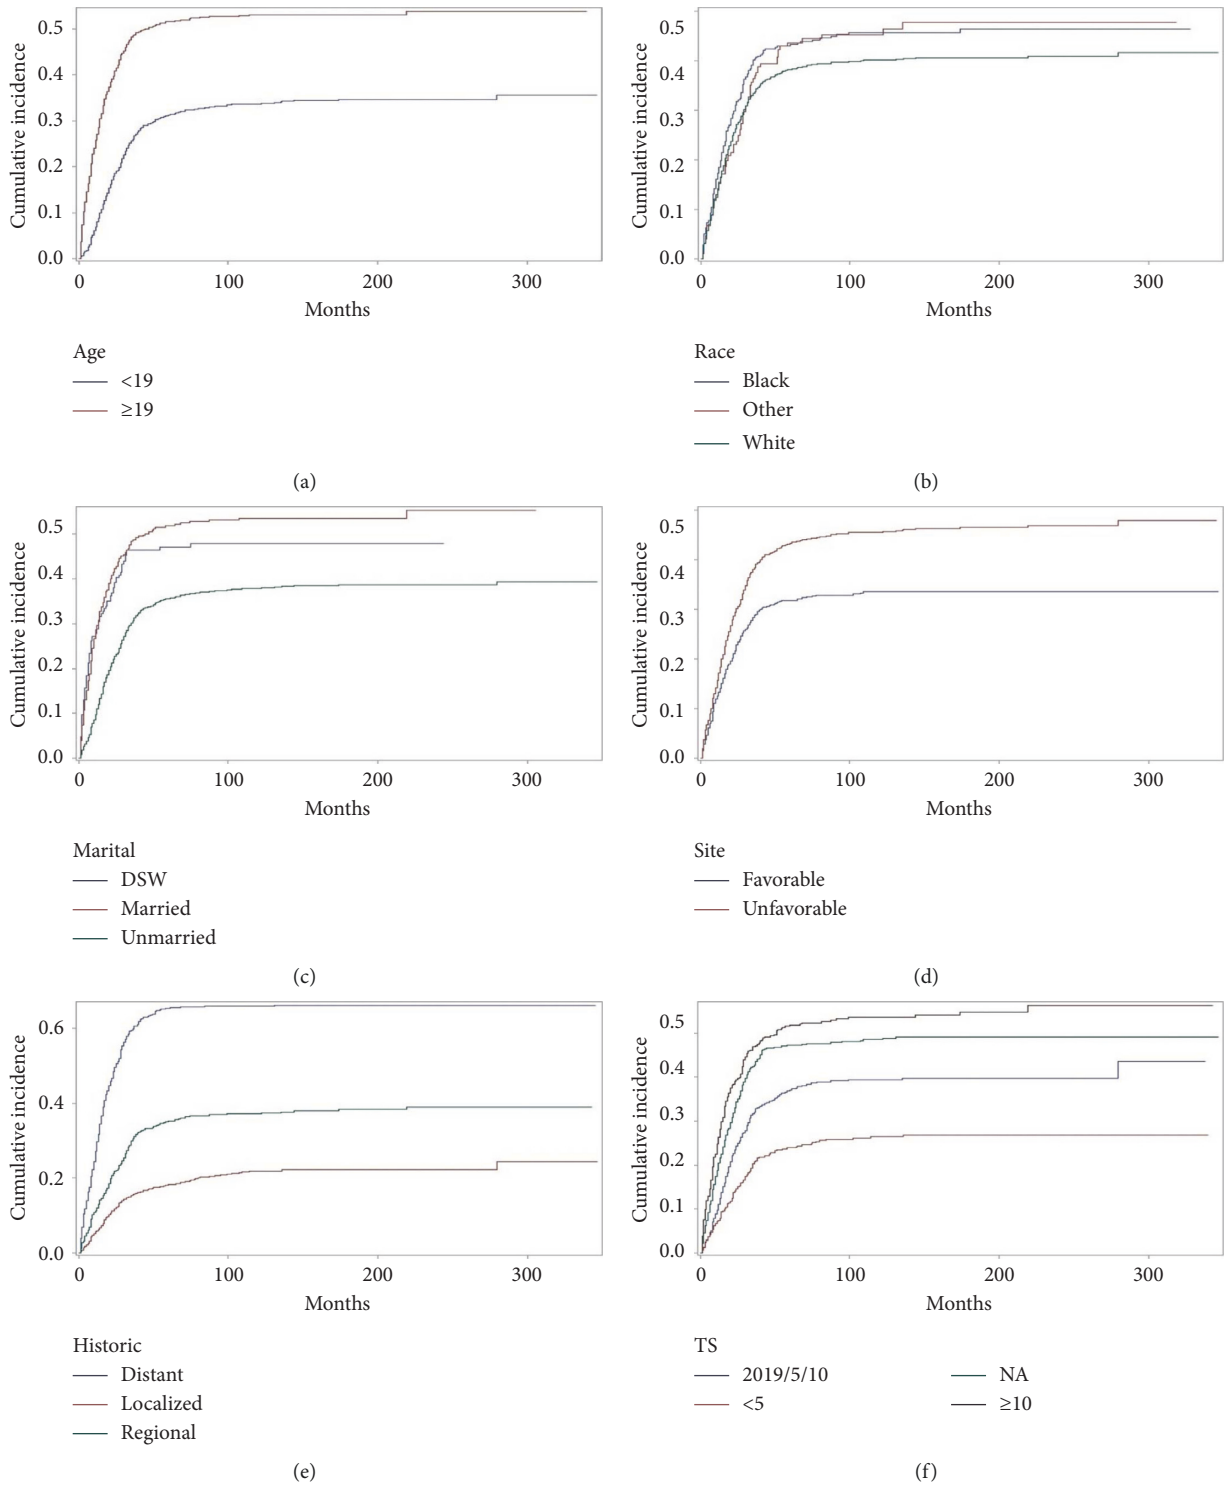 0.5
0.4
0.3
0.2
0.1
0.0
Cumulative incidence
0 100 200 300
Months
Age
<19
≥19
(a)
0.5
0.4
0.3
0.2
0.1
0.0
Cumulative incidence
0 100 200 300
Months
Race
Black
Other
White
(b)
0.5
0.4
0.3
0.2
0.1
0.0
Cumulative incidence
0 100 200 300
Months
Marital
DSW
Married
Unmarried
(c)
0.5
0.4
0.3
0.2
0.1
0.0
Cumulative incidence
0 100 200 300
Months
Site
Favorable
Unfavorable
(d)
0.6
0.4
0.2
0.0
Cumulative incidence
0 100 200 300
Months
Historic
Distant
Localized
Regional
(e)
0.5
0.4
0.3
0.2
0.1
0.0
Cumulative incidence
0 100 200 300
Months
TS
2019/5/10 NA
<5 ≥10
(f)